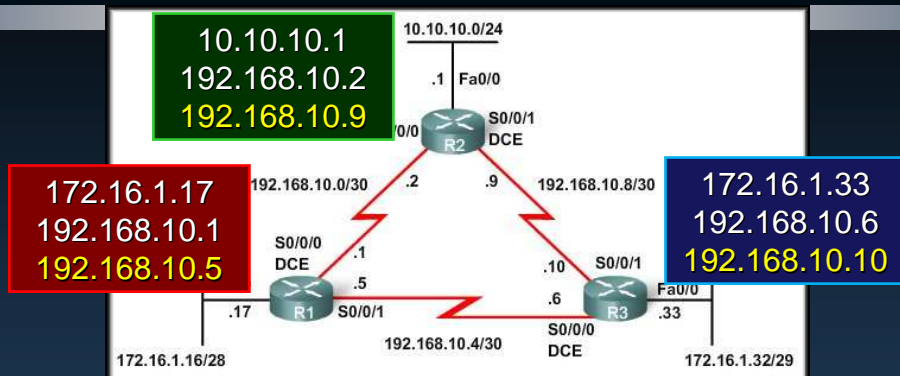 10.10.10.1
192.168.10.2
192.168.10.9
10.10.10.0/24
.1 Fa0/0
0/0
S0/0/1
DCE
R2
172.16.1.17
192.168.10.1
192.168.10.5
192.168.10.0/30
.2
.9
192.168.10.8/30
172.16.1.33
192.168.10.6
192.168.10.10
S0/0/0
DCE
.1
.5
.10
S0/0/1
.17
R1
S0/0/1
.6
R3
Fa0/0
.33
192.168.10.4/30
S0/0/0
DCE
172.16.1.16/28
172.16.1.32/29